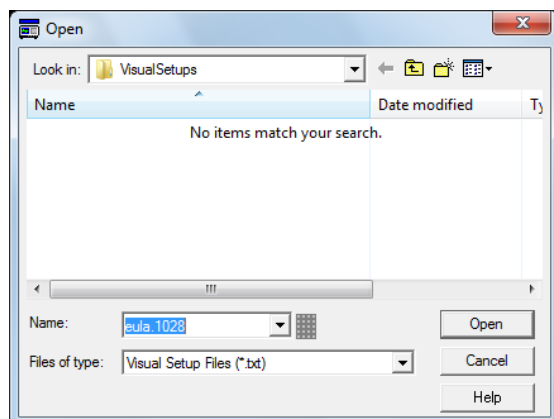 Open
Look in: VisualSetups
Name Date modified Ty
No items match your search.
Name: eula.1028 Open
Files of type: Visual Setup Files (*.txt) Cancel
Help